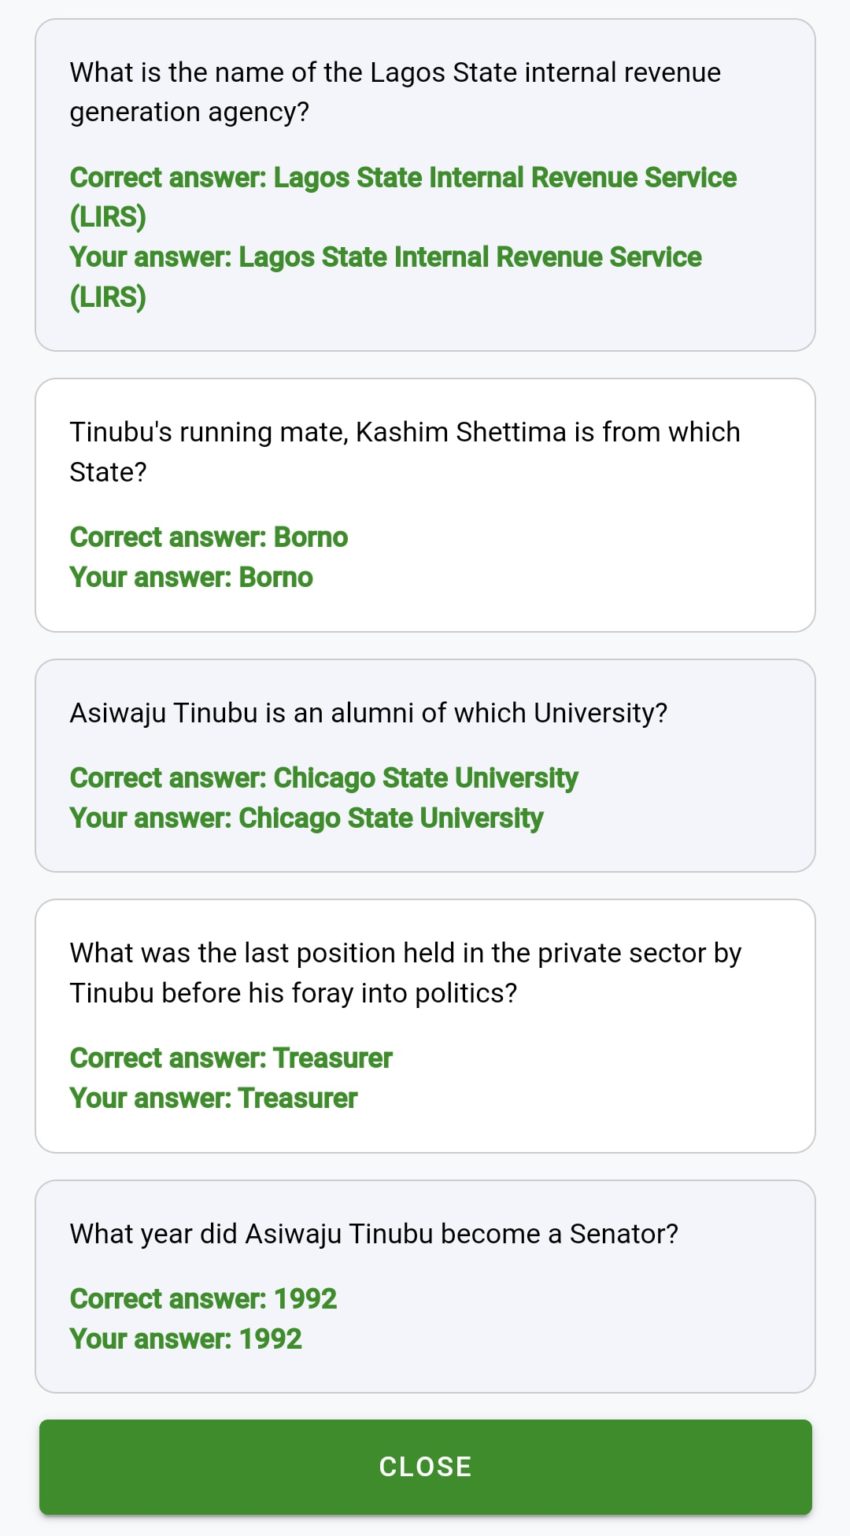 What is the name of the Lagos State internal revenue
generation agency?
Correct answer: Lagos State Internal Revenue Service
(LIRS)
Your answer: Lagos State Internal Revenue Service
(LIRS)
Tinubu's running mate, Kashim Shettima is from which
State?
Correct answer: Borno
Your answer: Borno
Asiwaju Tinubu is an alumni of which University?
Correct answer: Chicago State University
Your answer: Chicago State University
What was the last position held in the private sector by
Tinubu before his foray into politics?
Correct answer: Treasurer
Your answer: Treasurer
What year did Asiwaju Tinubu become a Senator?
Correct answer: 1992
Your answer: 1992
CLOSE